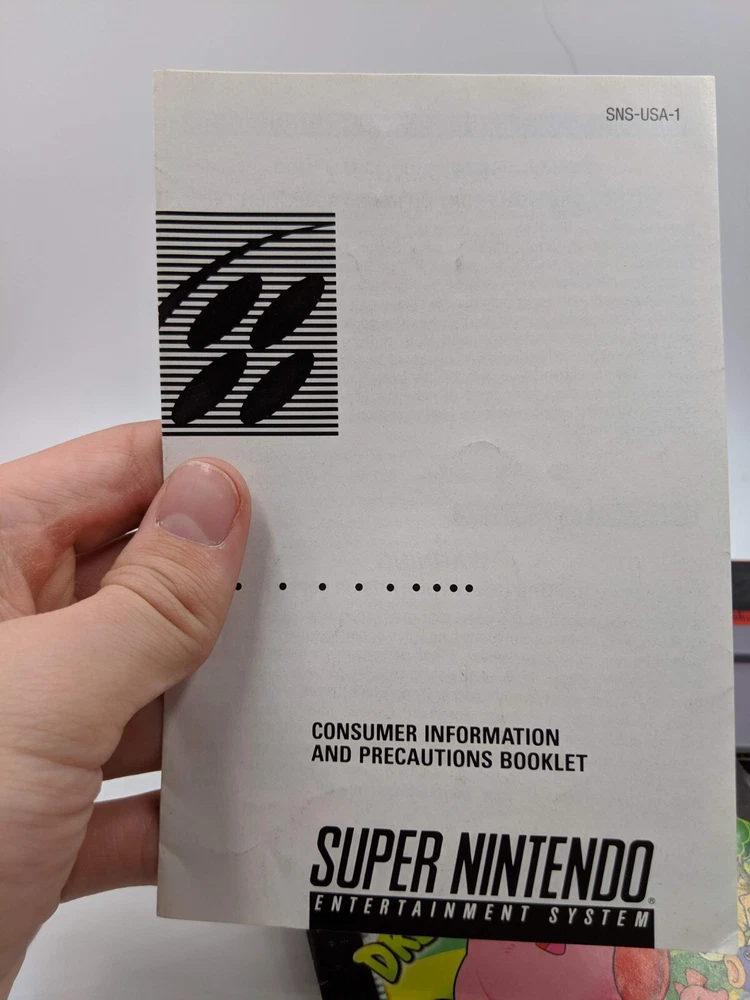 SNS-USA-1
CONSUMER INFORMATION
AND PRECAUTIONS BOOKLET
SUPER NINTENDO®
ENTERTAINMENT SYSTEM